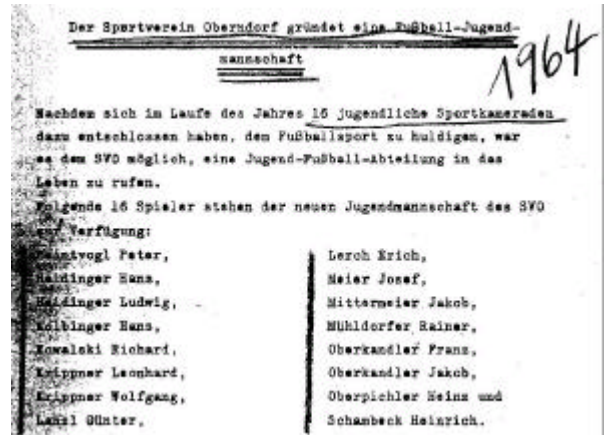 Der Sportverein Oberndorf gründet eine Fußball-Jugend-
mannschaft
1964
Nachdem sich im Laufe des Jahres 16 jugendliche Sportkameraden
dazu entschlossen haben, dem Fußballsport zu huldigen, war
es dem SVO möglich, eine Jugend-Fußball-Abteilung in das
Leben zu rufen.
Folgende 16 Spieler stehen der neuen Jugendmannschaft des SVO
zur Verfügung:
Peter,
Haidinger Hans,
Haidinger Ludwig,
Kolbinger Hans,
Kowalski Richard,
Krippner Leonhard,
Krippner Wolfgang,
Lanzl Günter,
Lerch Erich,
Meier Josef,
Mittermeier Jakob,
Mühldorfer Rainer,
Oberkandler Franz,
Oberkandler Jakob,
Oberpichler Heinz und
Schambeck Heinrich.